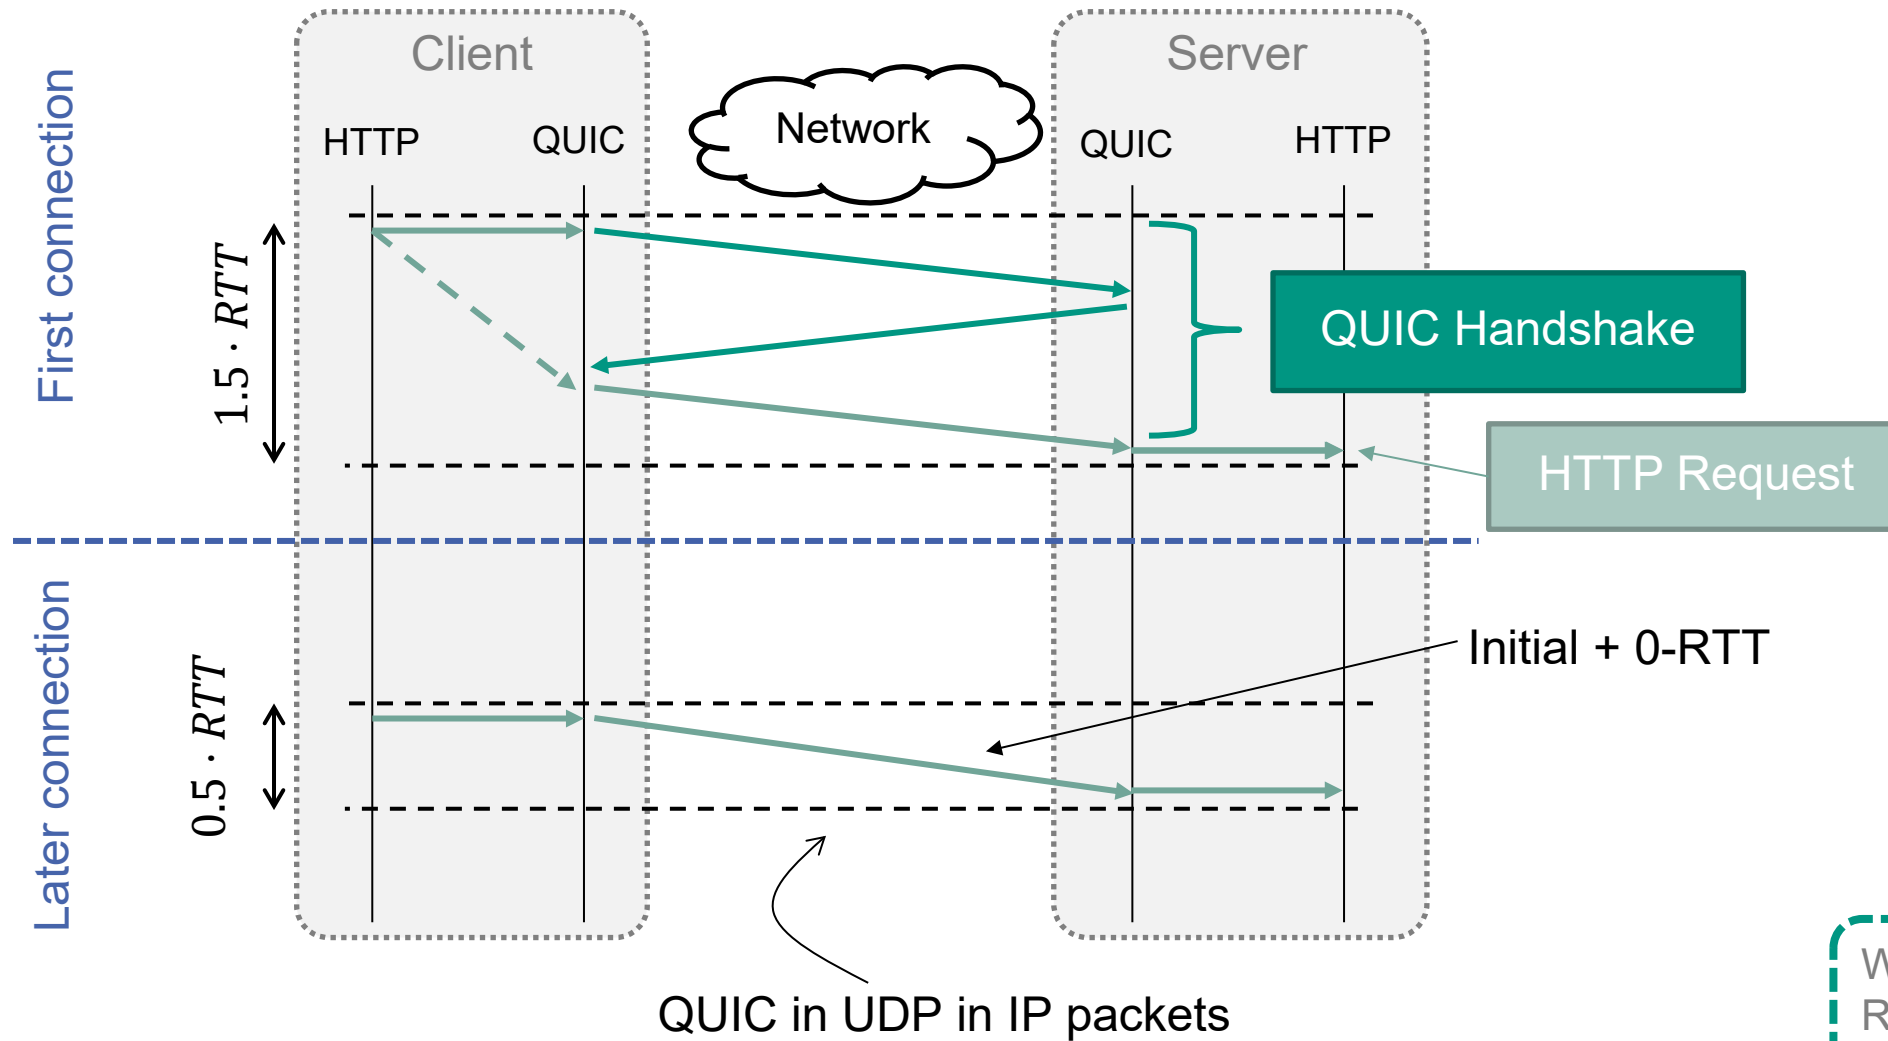 Client
Server
Network
HTTP
QUIC
QUIC
HTTP
First connection
1.5 · RTT
QUIC Handshake
HTTP Request
Later connection
0.5 · RTT
Initial + 0-RTT
QUIC in UDP in IP packets